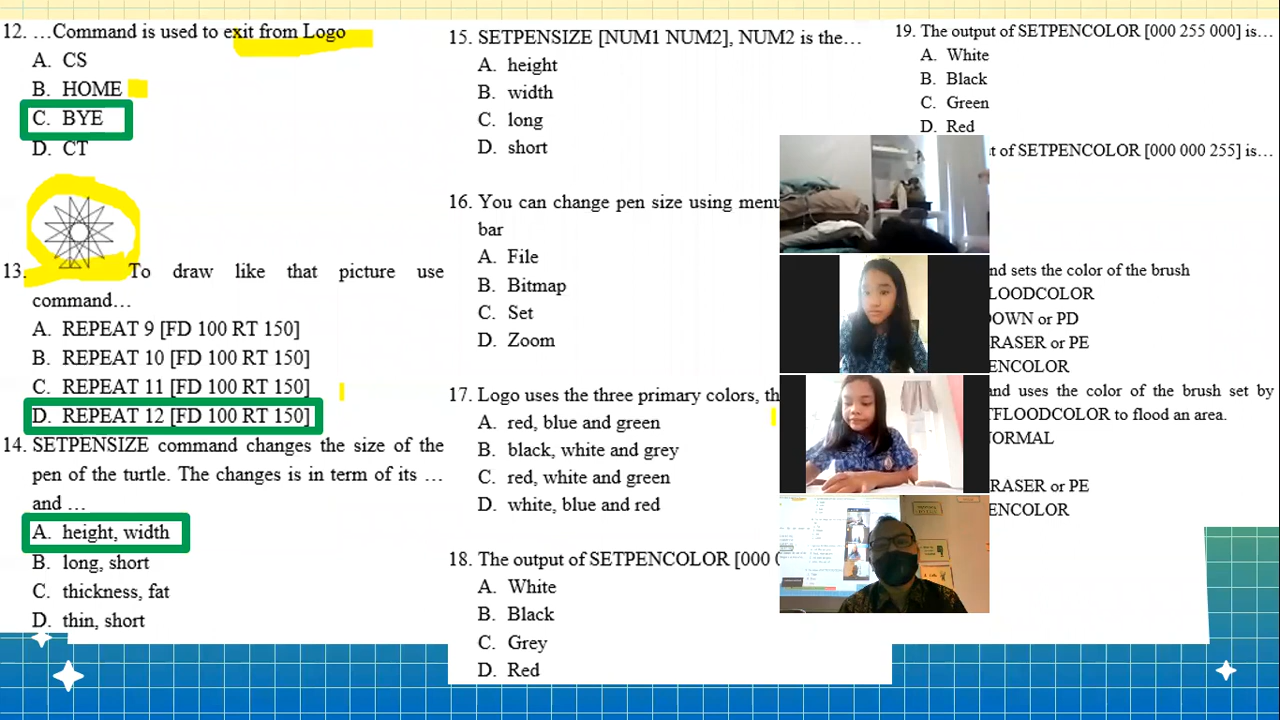 12. …Command is used to exit from Logo
A. CS
B. HOME
C. BYE
D. CT
13. To draw like that picture use
command…
A. REPEAT 9 [FD 100 RT 150]
B. REPEAT 10 [FD 100 RT 150]
C. REPEAT 11 [FD 100 RT 150]
D. REPEAT 12 [FD 100 RT 150]
14. SETPENSIZE command changes the size of the
pen of the turtle. The changes is in term of its …
and …
A. height, width
B. long, short
C. thickness, fat
D. thin, short
15. SETPENSIZE [NUM1 NUM2], NUM2 is the…
A. height
B. width
C. long
D. short
16. You can change pen size using menu
bar
A. File
B. Bitmap
C. Set
D. Zoom
17. Logo uses the three primary colors, th
A. red, blue and green
B. black, white and grey
C. red, white and green
D. white, blue and red
18. The output of SETPENCOLOR [000
A. White
B. Black
C. Grey
D. Red
19. The output of SETPENCOLOR [000 255 000] is…
A. White
B. Black
C. Green
D. Red
t of SETPENCOLOR [000 000 255] is…
nd sets the color of the brush
LOODCOLOR
OWN or PD
RASER or PE
ENCOLOR
nd uses the color of the brush set by
TFLOODCOLOR to flood an area.
NORMAL
RASER or PE
ENCOLOR